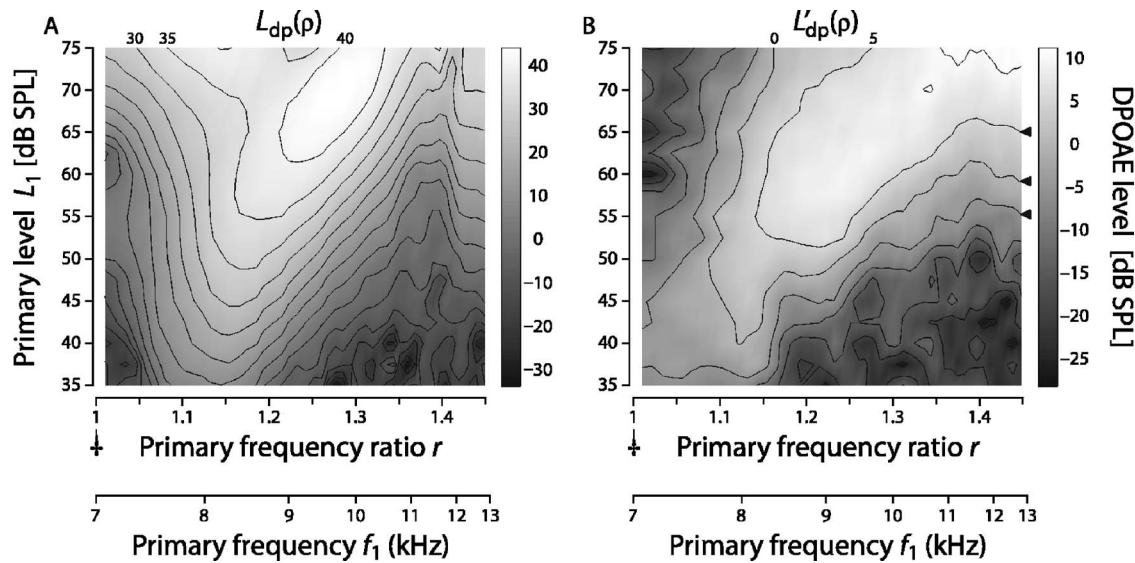 A L_dp(ρ)
30 35 40
75
70
65
60
55
50
45
40
35
Primary level L_1 [dB SPL]
40
30
20
10
0
−10
−20
−30
1 1.1 1.2 1.3 1.4
Primary frequency ratio r
7 8 9 10 11 12 13
Primary frequency f_1 (kHz)
B L′_dp(ρ)
0 5
75
70
65
60
55
50
45
40
35
10
5
0
−5
−10
−15
−20
−25
DPOAE level [dB SPL]
1 1.1 1.2 1.3 1.4
Primary frequency ratio r
7 8 9 10 11 12 13
Primary frequency f_1 (kHz)